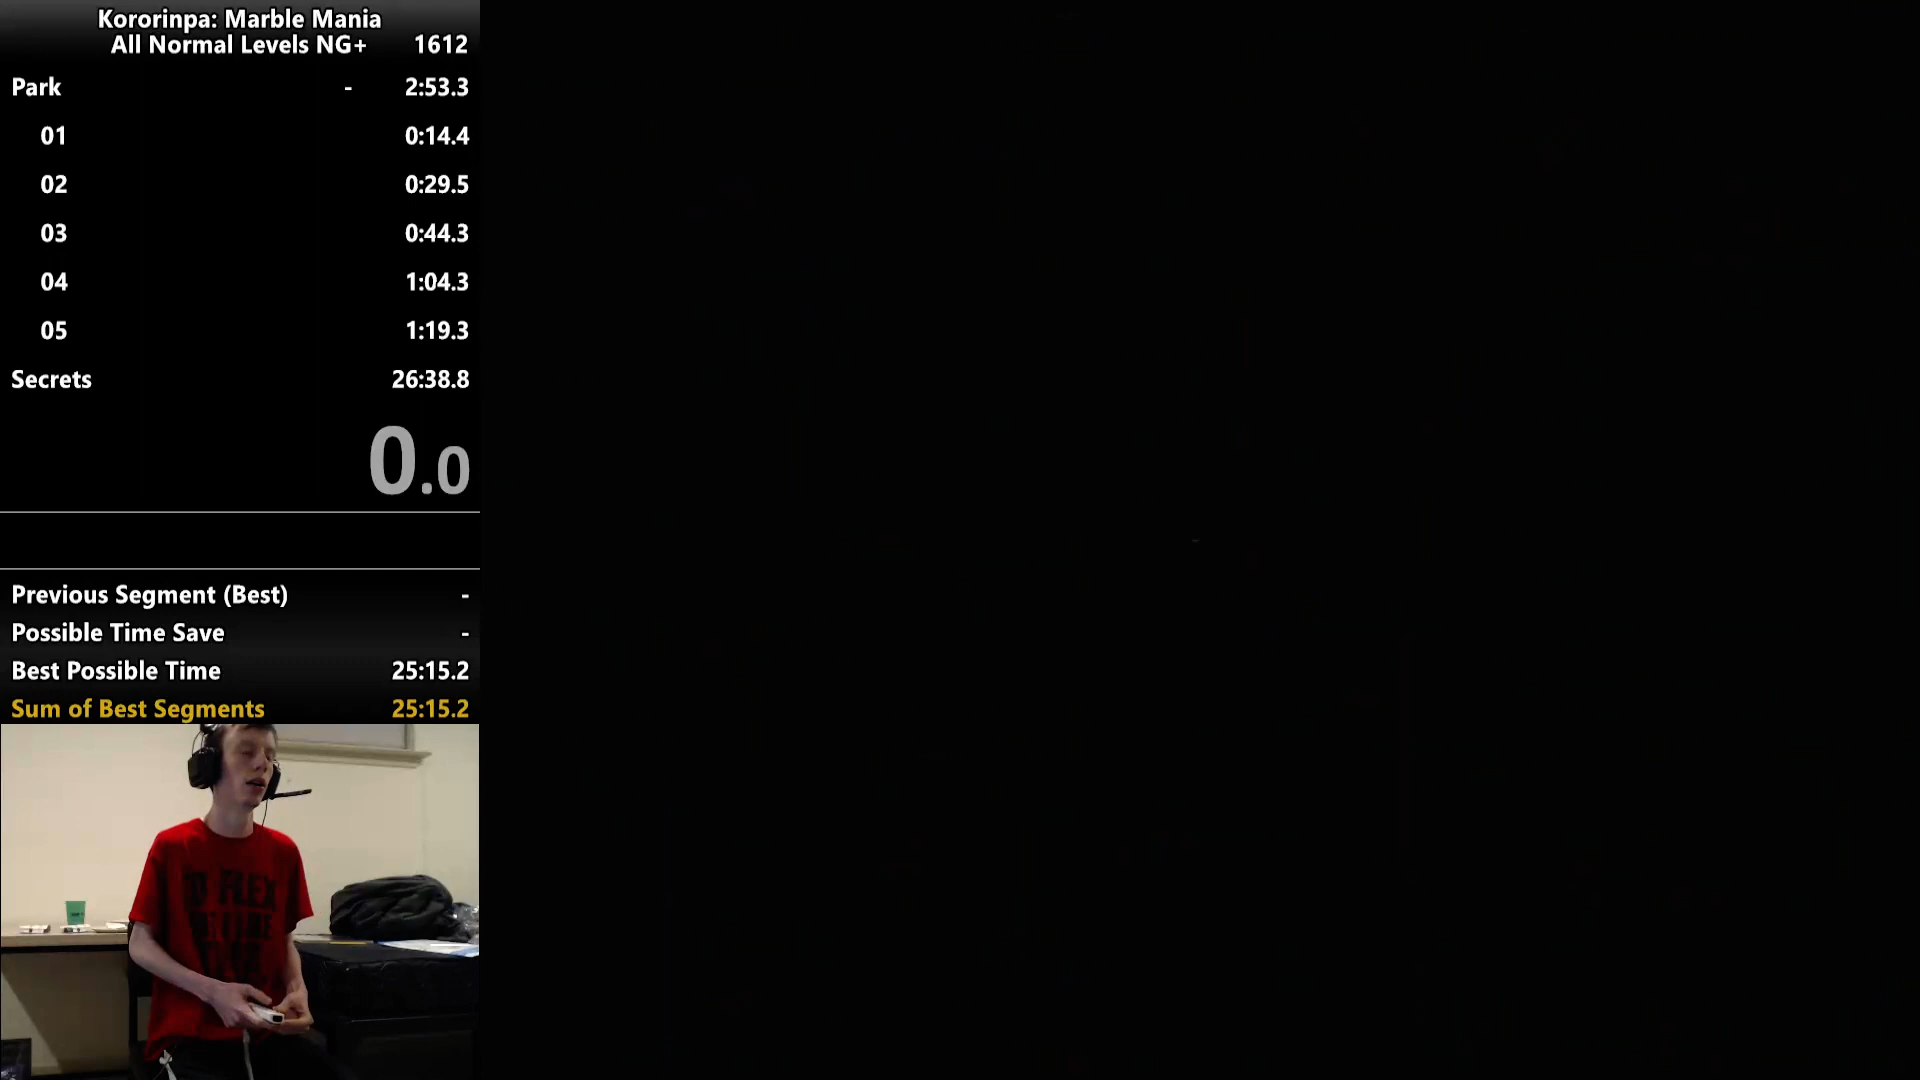 Kororinpa: Marble Mania
All Normal Levels NG+ 1612
Park - 2:53.3
01 0:14.4
02 0:29.5
03 0:44.3
04 1:04.3
05 1:19.3
Secrets 26:38.8
0.0
Previous Segment (Best) -
Possible Time Save -
Best Possible Time 25:15.2
Sum of Best Segments 25:15.2
FLEX